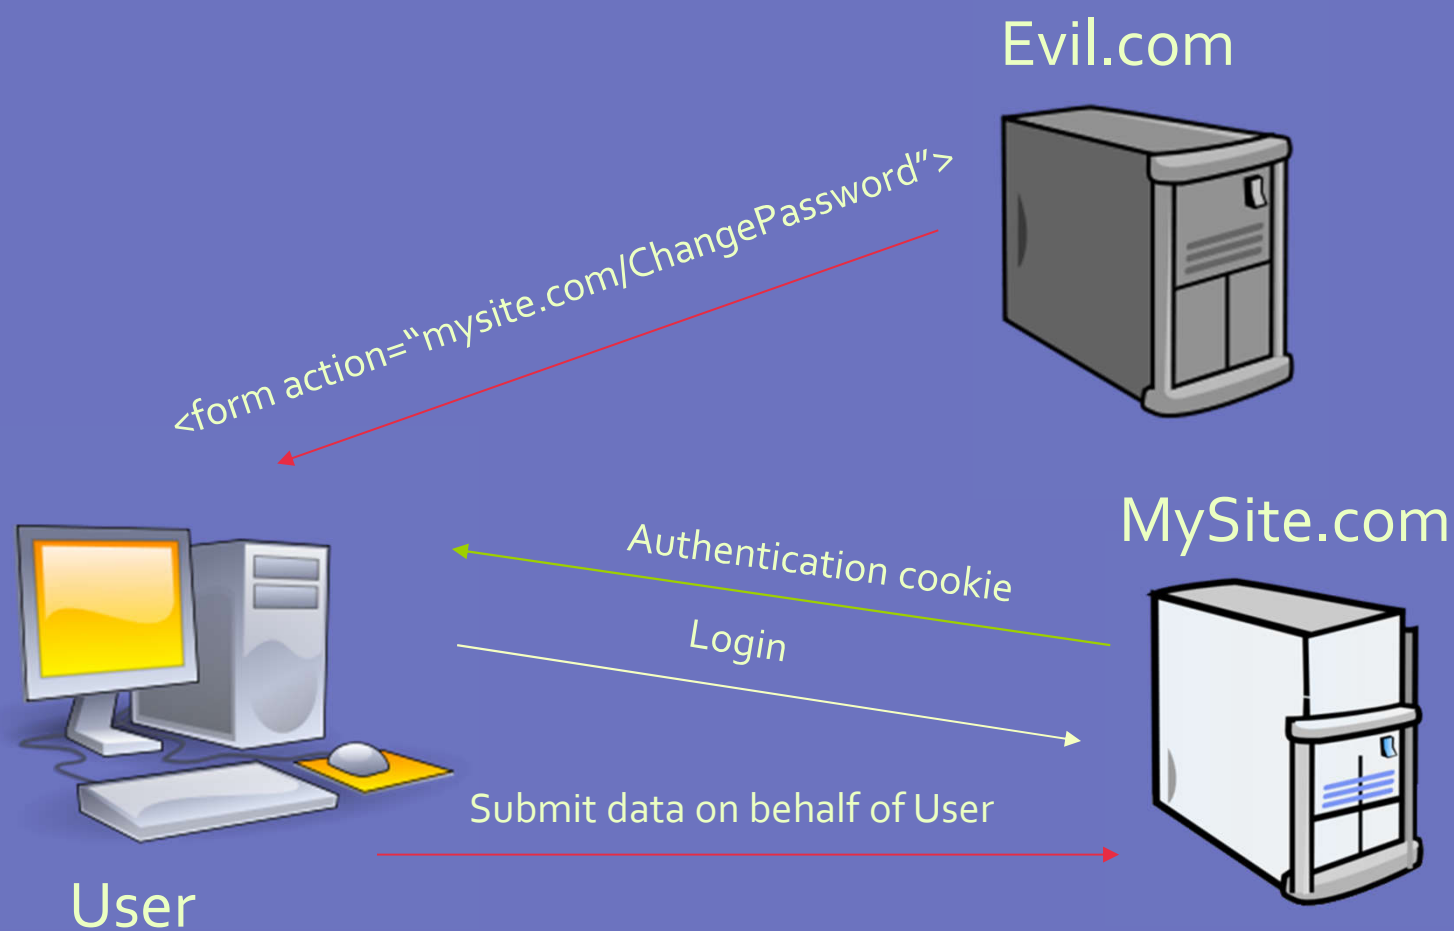 Evil.com
<form action=“mysite.com/ChangePassword”>
MySite.com
Authentication cookie
Login
Submit data on behalf of User
User